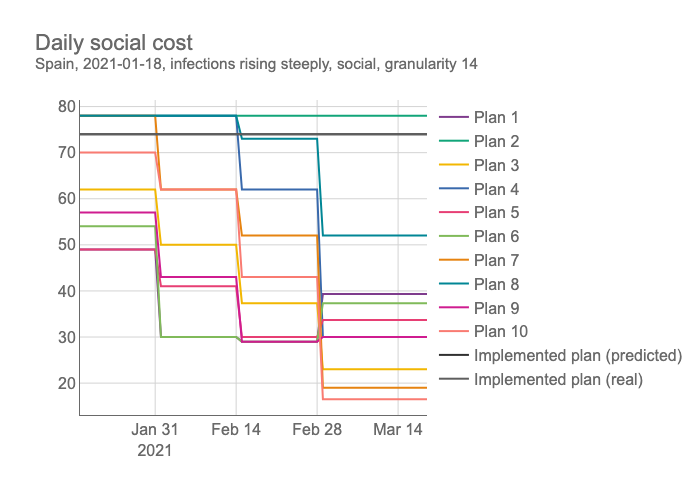 Daily social cost
Spain, 2021-01-18, infections rising steeply, social, granularity 14
80
70
60
50
40
30
20
Jan 31
2021
Feb 14
Feb 28
Mar 14
Plan 1
Plan 2
Plan 3
Plan 4
Plan 5
Plan 6
Plan 7
Plan 8
Plan 9
Plan 10
Implemented plan (predicted)
Implemented plan (real)